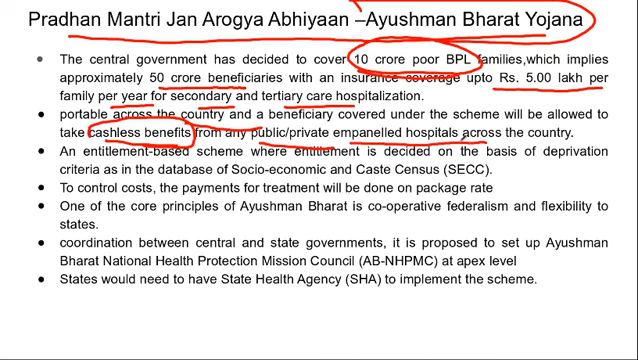 Pradhan Mantri Jan Arogya Abhiyaan –Ayushman Bharat Yojana
● The central government has decided to cover 10 crore poor BPL families,which implies
approximately 50 crore beneficiaries with an insurance coverage upto Rs. 5.00 lakh per
family per year for secondary and tertiary care hospitalization.
● portable across the country and a beneficiary covered under the scheme will be allowed to
take cashless benefits from any public/private empanelled hospitals across the country.
● An entitlement-based scheme where entitlement is decided on the basis of deprivation
criteria as in the database of Socio-economic and Caste Census (SECC).
● To control costs, the payments for treatment will be done on package rate
● One of the core principles of Ayushman Bharat is co-operative federalism and flexibility to
states.
● coordination between central and state governments, it is proposed to set up Ayushman
Bharat National Health Protection Mission Council (AB-NHPMC) at apex level
● States would need to have State Health Agency (SHA) to implement the scheme.